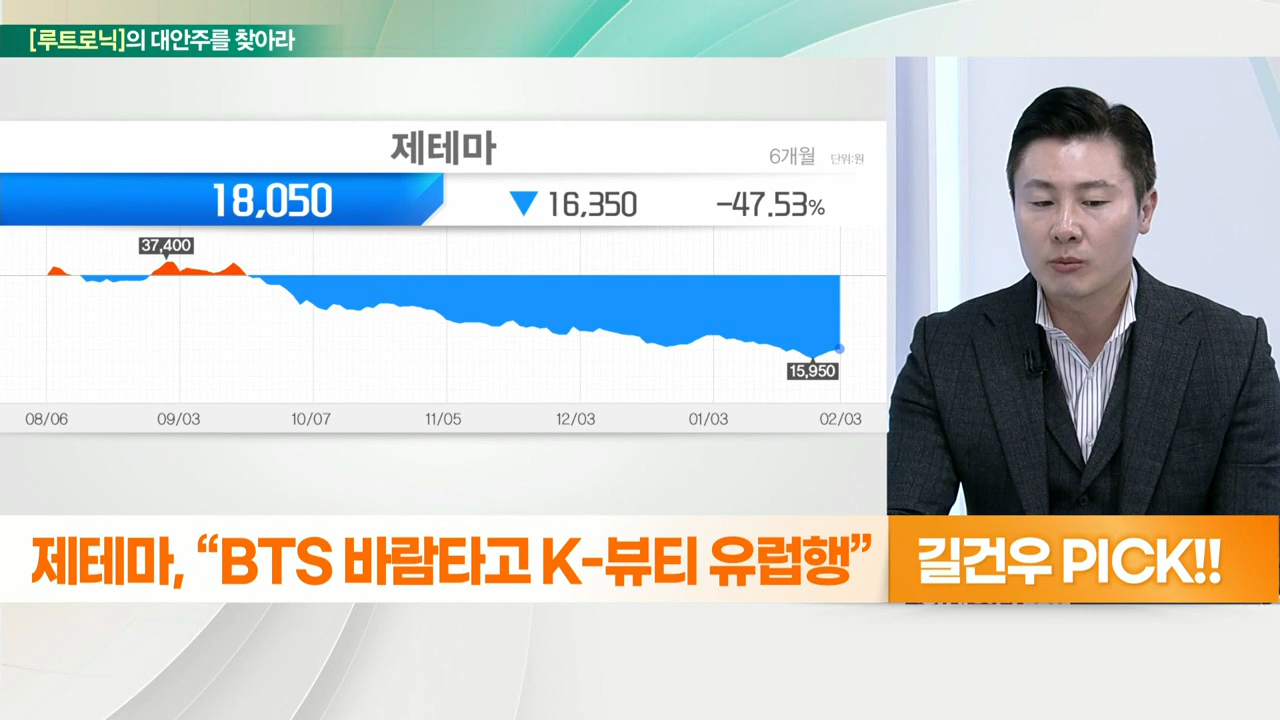 [루트로닉]의 대안주를 찾아라
제테마
6개월 단위:원
18,050 ▼ 16,350 -47.53%
37,400
15,950
08/06 09/03 10/07 11/05 12/03 01/03 02/03
제테마, “BTS 바람타고 K-뷰티 유럽행”
길건우 PICK!!